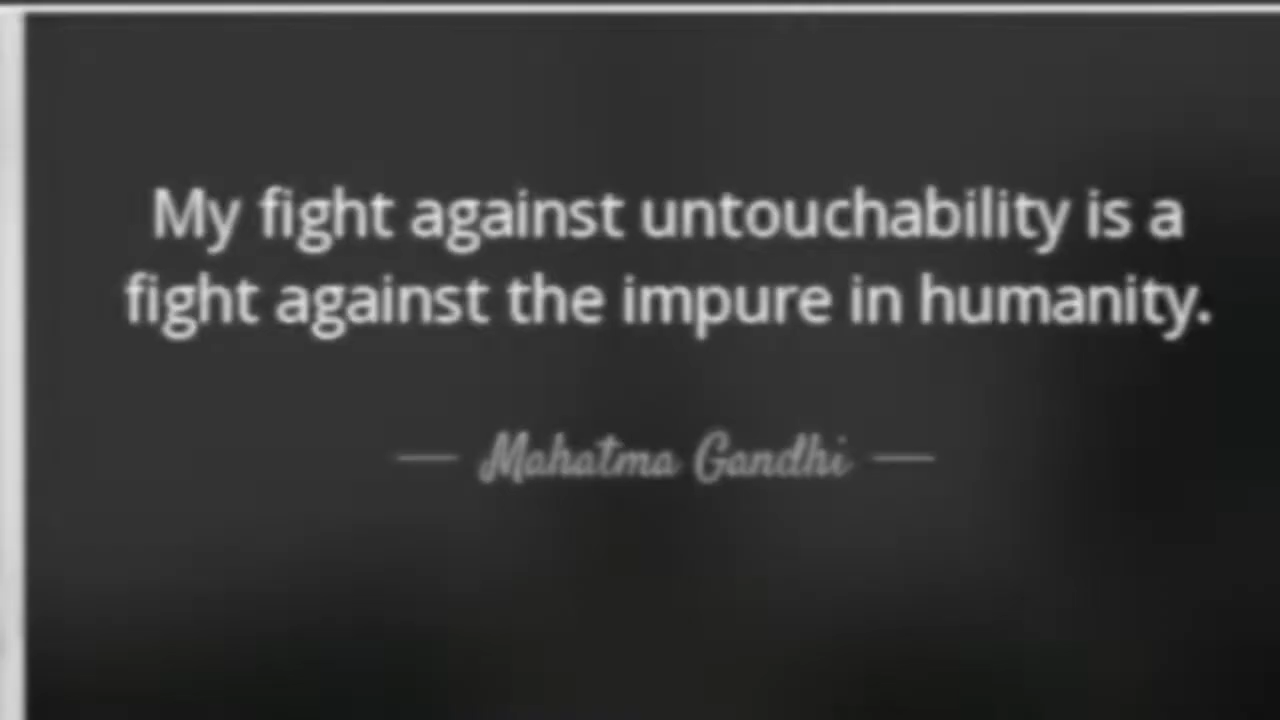 My fight against untouchability is a
fight against the impure in humanity.
— Mahatma Gandhi —